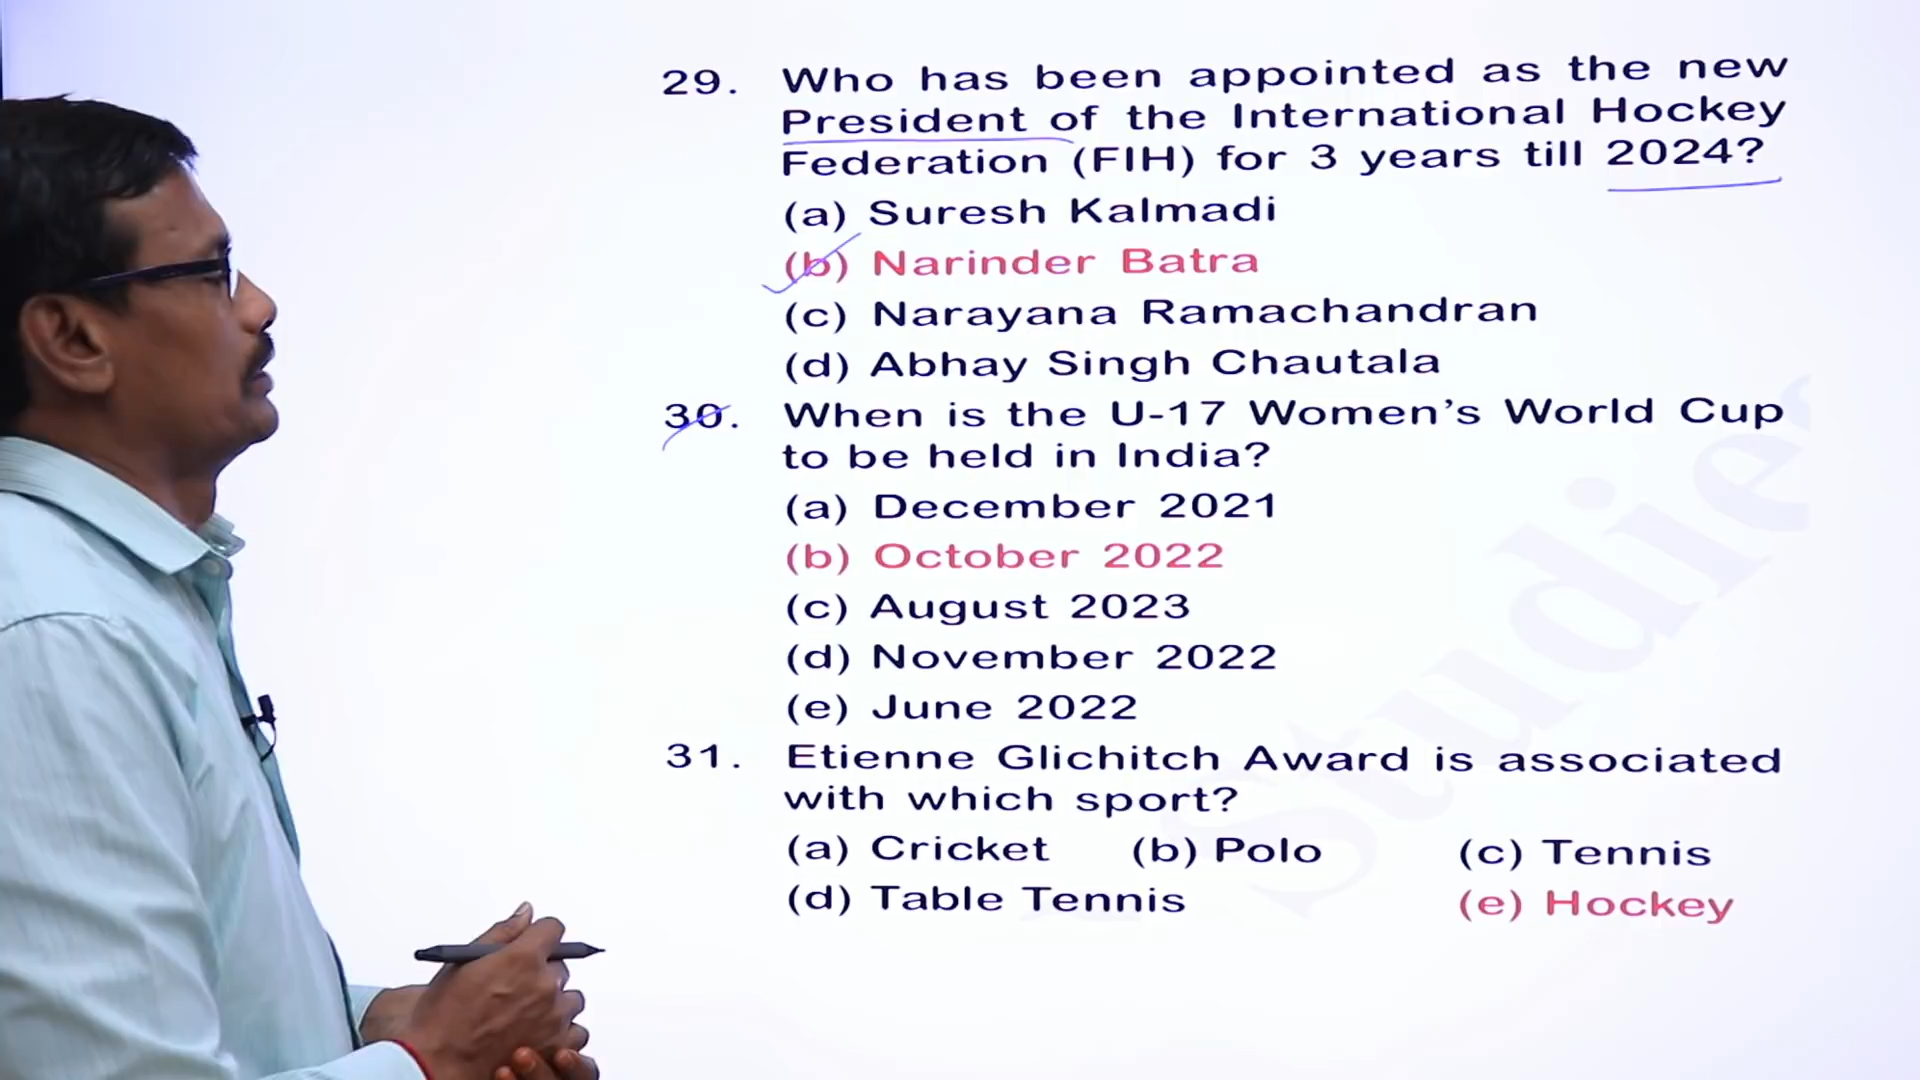 29. Who has been appointed as the new
President of the International Hockey
Federation (FIH) for 3 years till 2024?
(a) Suresh Kalmadi
(b) Narinder Batra
(c) Narayana Ramachandran
(d) Abhay Singh Chautala
30. When is the U-17 Women’s World Cup
to be held in India?
(a) December 2021
(b) October 2022
(c) August 2023
(d) November 2022
(e) June 2022
31. Etienne Glichitch Award is associated
with which sport?
(a) Cricket (b) Polo (c) Tennis
(d) Table Tennis (e) Hockey
Studies